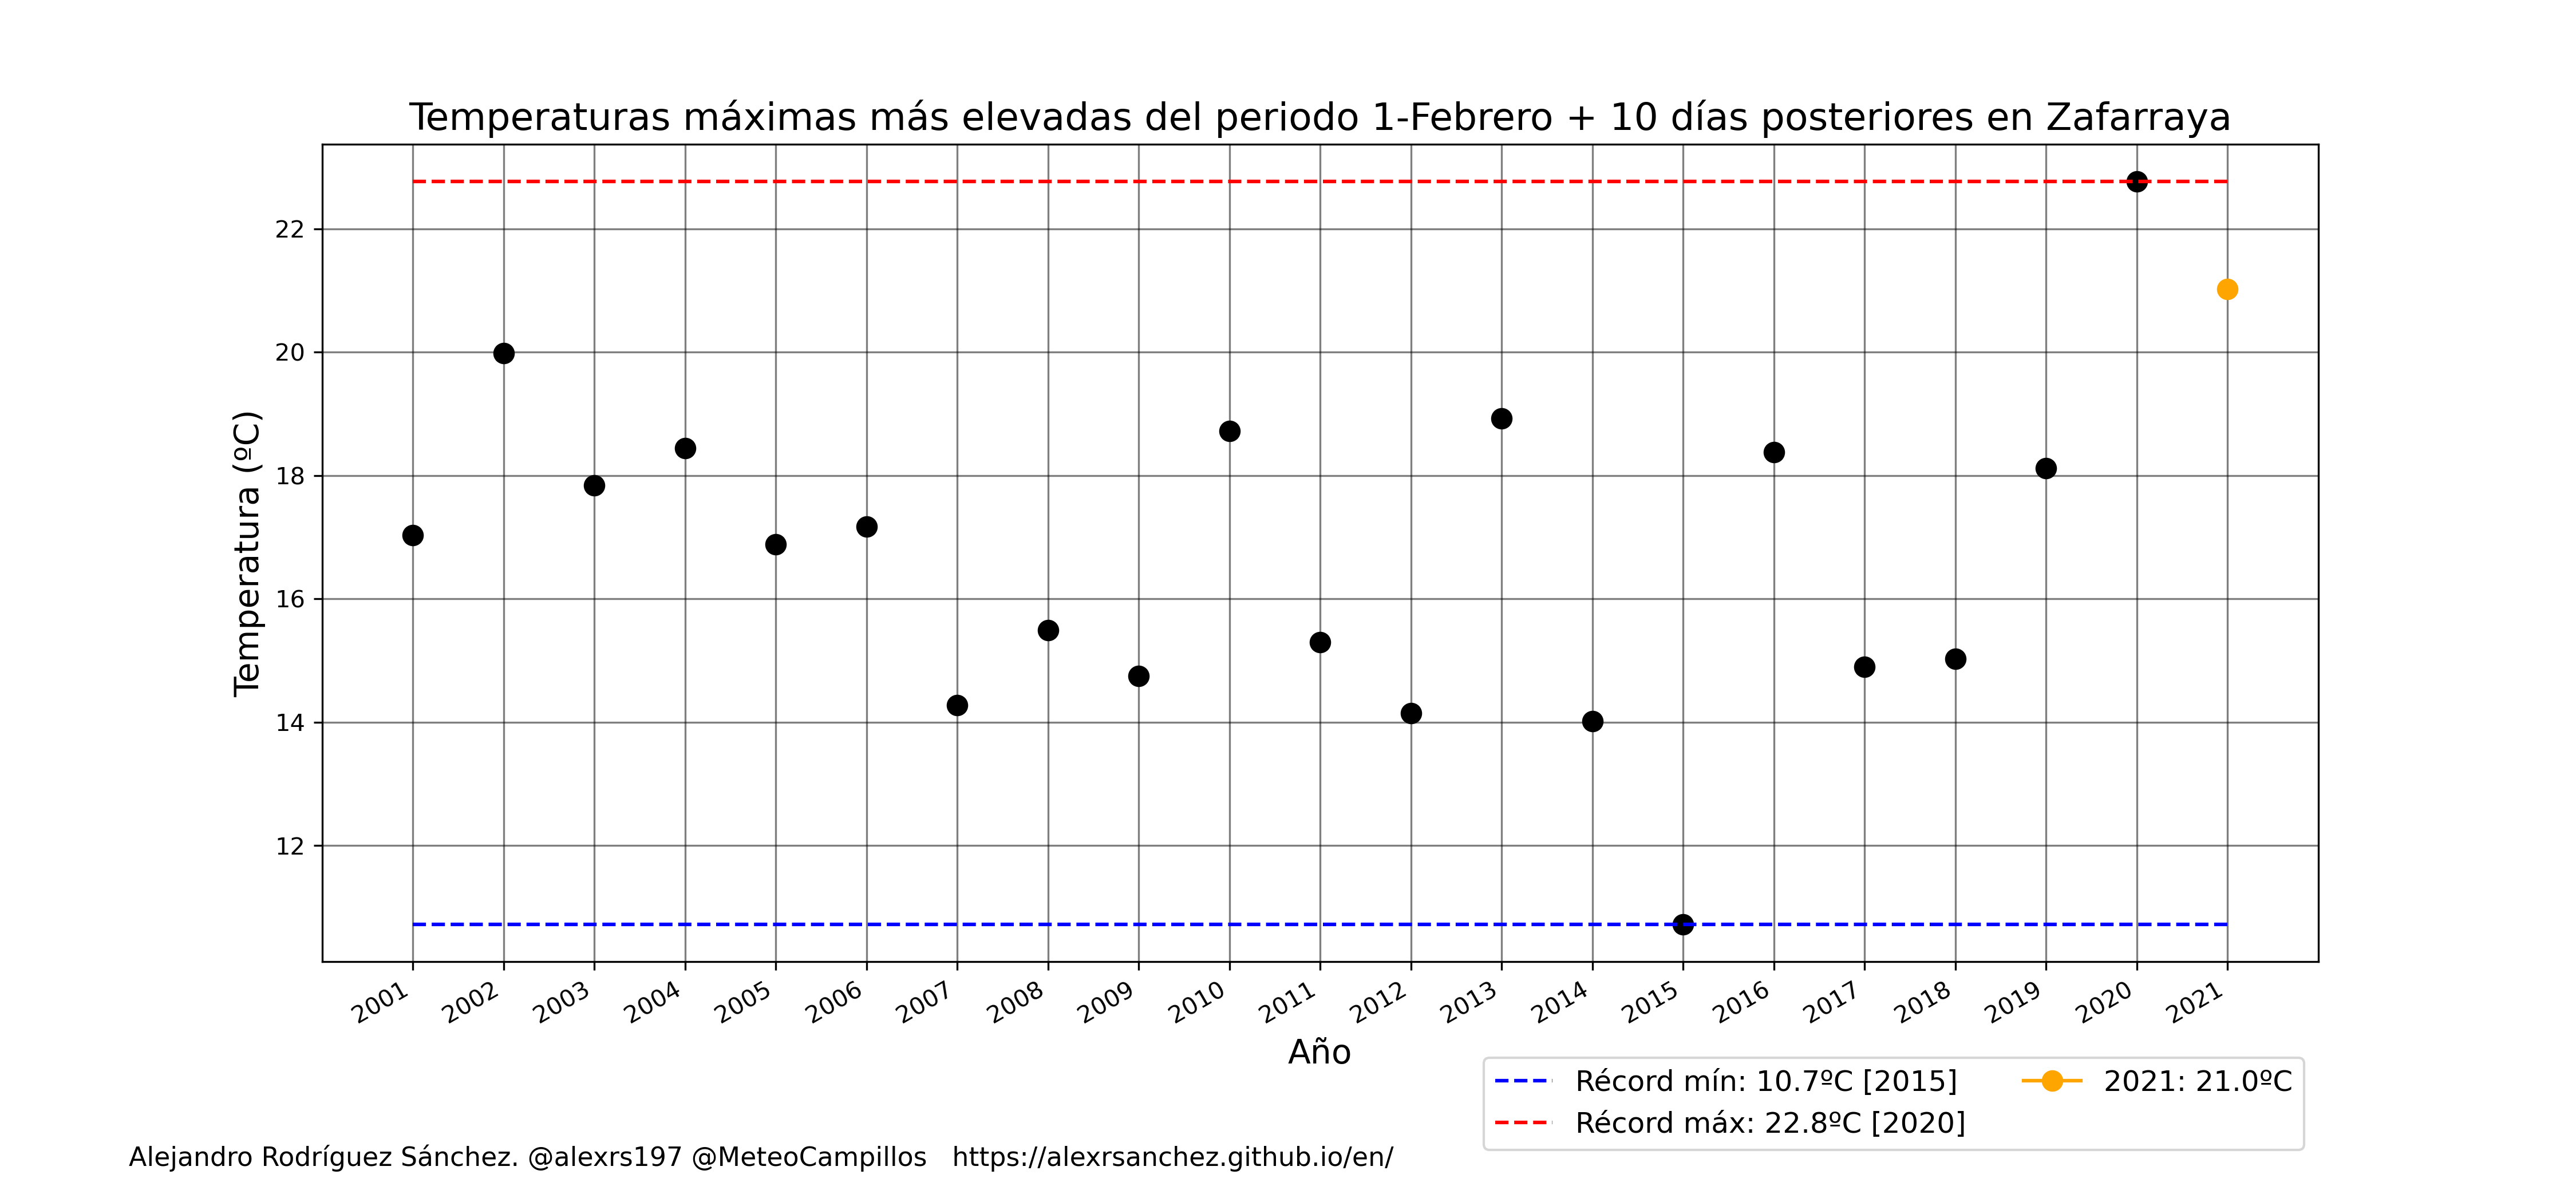 Temperaturas máximas más elevadas del periodo 1-Febrero + 10 días posteriores en Zafarraya
Temperatura (ºC)
22
20
18
16
14
12
2001 2002 2003 2004 2005 2006 2007 2008 2009 2010 2011 2012 2013 2014 2015 2016 2017 2018 2019 2020 2021
Año
Récord mín: 10.7ºC [2015]
Récord máx: 22.8ºC [2020]
2021: 21.0ºC
Alejandro Rodríguez Sánchez. @alexrs197 @MeteoCampillos https://alexrsanchez.github.io/en/